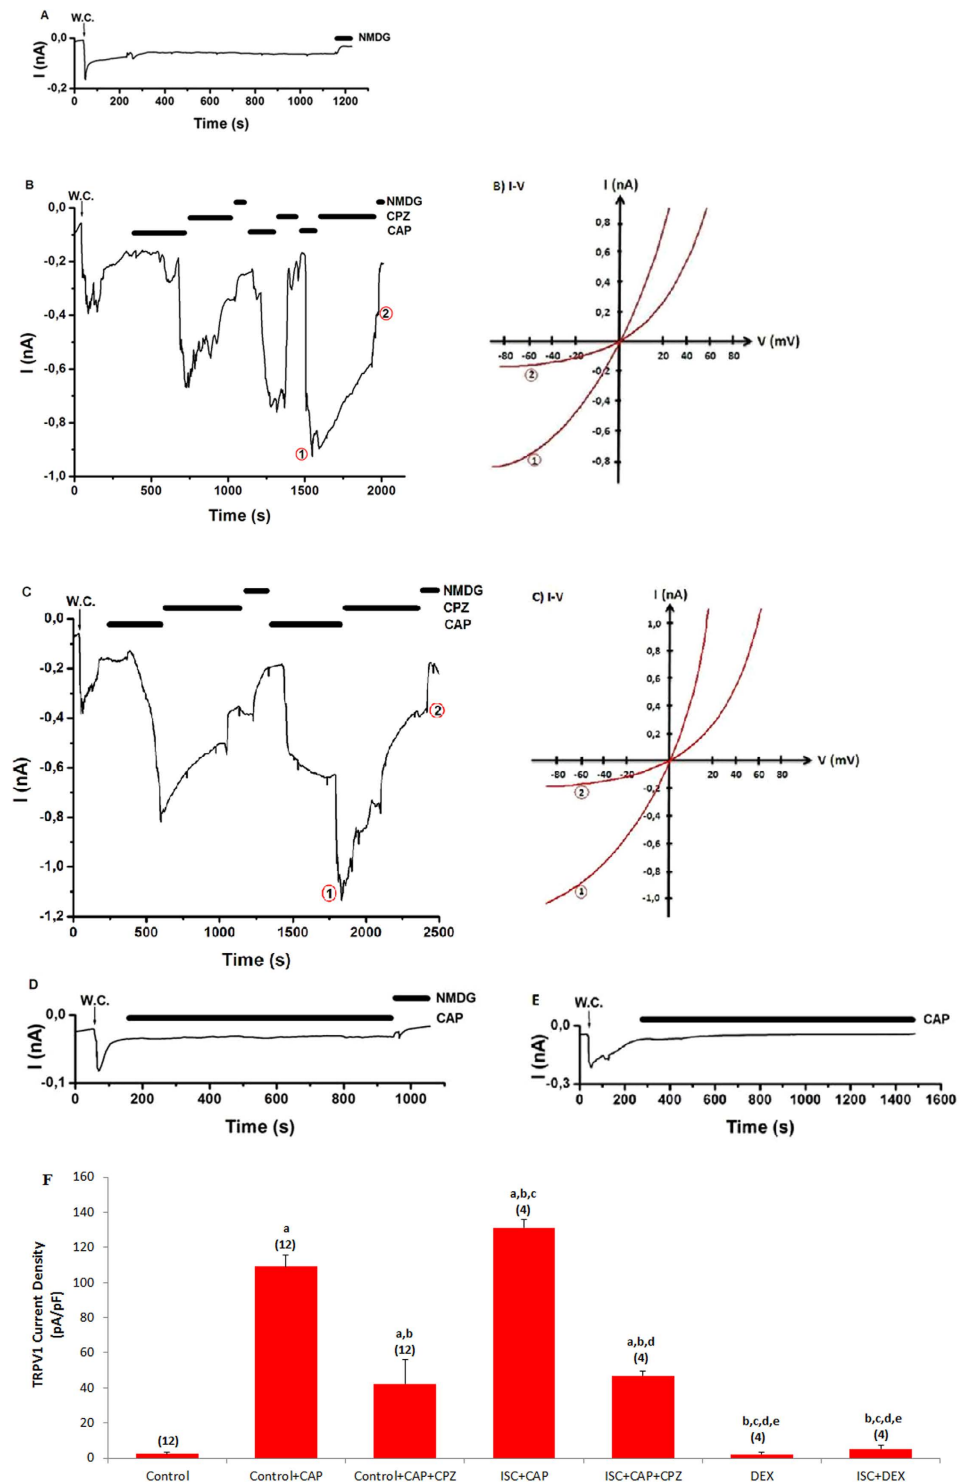 A
W.C.
NMDG
0,0
-0,2
I (nA)
0 200 400 600 800 1000 1200
Time (s)
B
W.C.
NMDG
CPZ
CAP
0,0
-0,2
-0,4
-0,6
-0,8
-1,0
I (nA)
2
1
0 500 1000 1500 2000
Time (s)
B) I-V
I (nA)
0,8
0,6
0,4
0,2
V (mV)
-80 -60 -40 -20 20 40 60 80
-0,2
-0,4
-0,6
-0,8
2
1
C
W.C.
NMDG
CPZ
CAP
0,0
-0,2
-0,4
-0,6
-0,8
-1,0
-1,2
I (nA)
2
1
0 500 1000 1500 2000 2500
Time (s)
C) I-V
I (nA)
1,0
0,8
0,6
0,4
0,2
V (mV)
-80 -60 -40 -20 20 40 60 80
-0,2
-0,4
-0,6
-0,8
-1,0
2
1
D
W.C.
NMDG
CAP
0,0
-0,1
I (nA)
0 200 400 600 800 1000
Time (s)
E
W.C.
CAP
0,0
-0,3
I (nA)
0 200 400 600 800 1000 1200 1400 1600
Time (s)
F
TRPV1 Current Density
(pA/pF)
160
140
120
100
80
60
40
20
0
(12)
a
(12)
a,b
(12)
a,b,c
(4)
a,b,d
(4)
b,c,d,e
(4)
b,c,d,e
(4)
Control Control+CAP Control+CAP+CPZ ISC+CAP ISC+CAP+CPZ DEX ISC+DEX